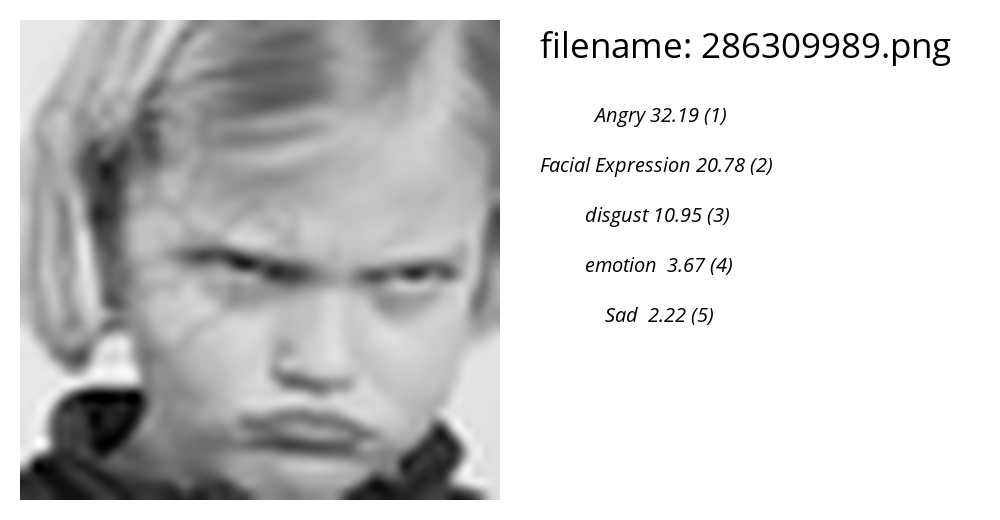 filename: 286309989.png
Angry 32.19 (1)
Facial Expression 20.78 (2)
disgust 10.95 (3)
emotion  3.67 (4)
Sad  2.22 (5)